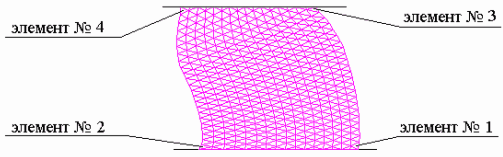 элемент № 4
элемент № 3
элемент № 2
элемент № 1